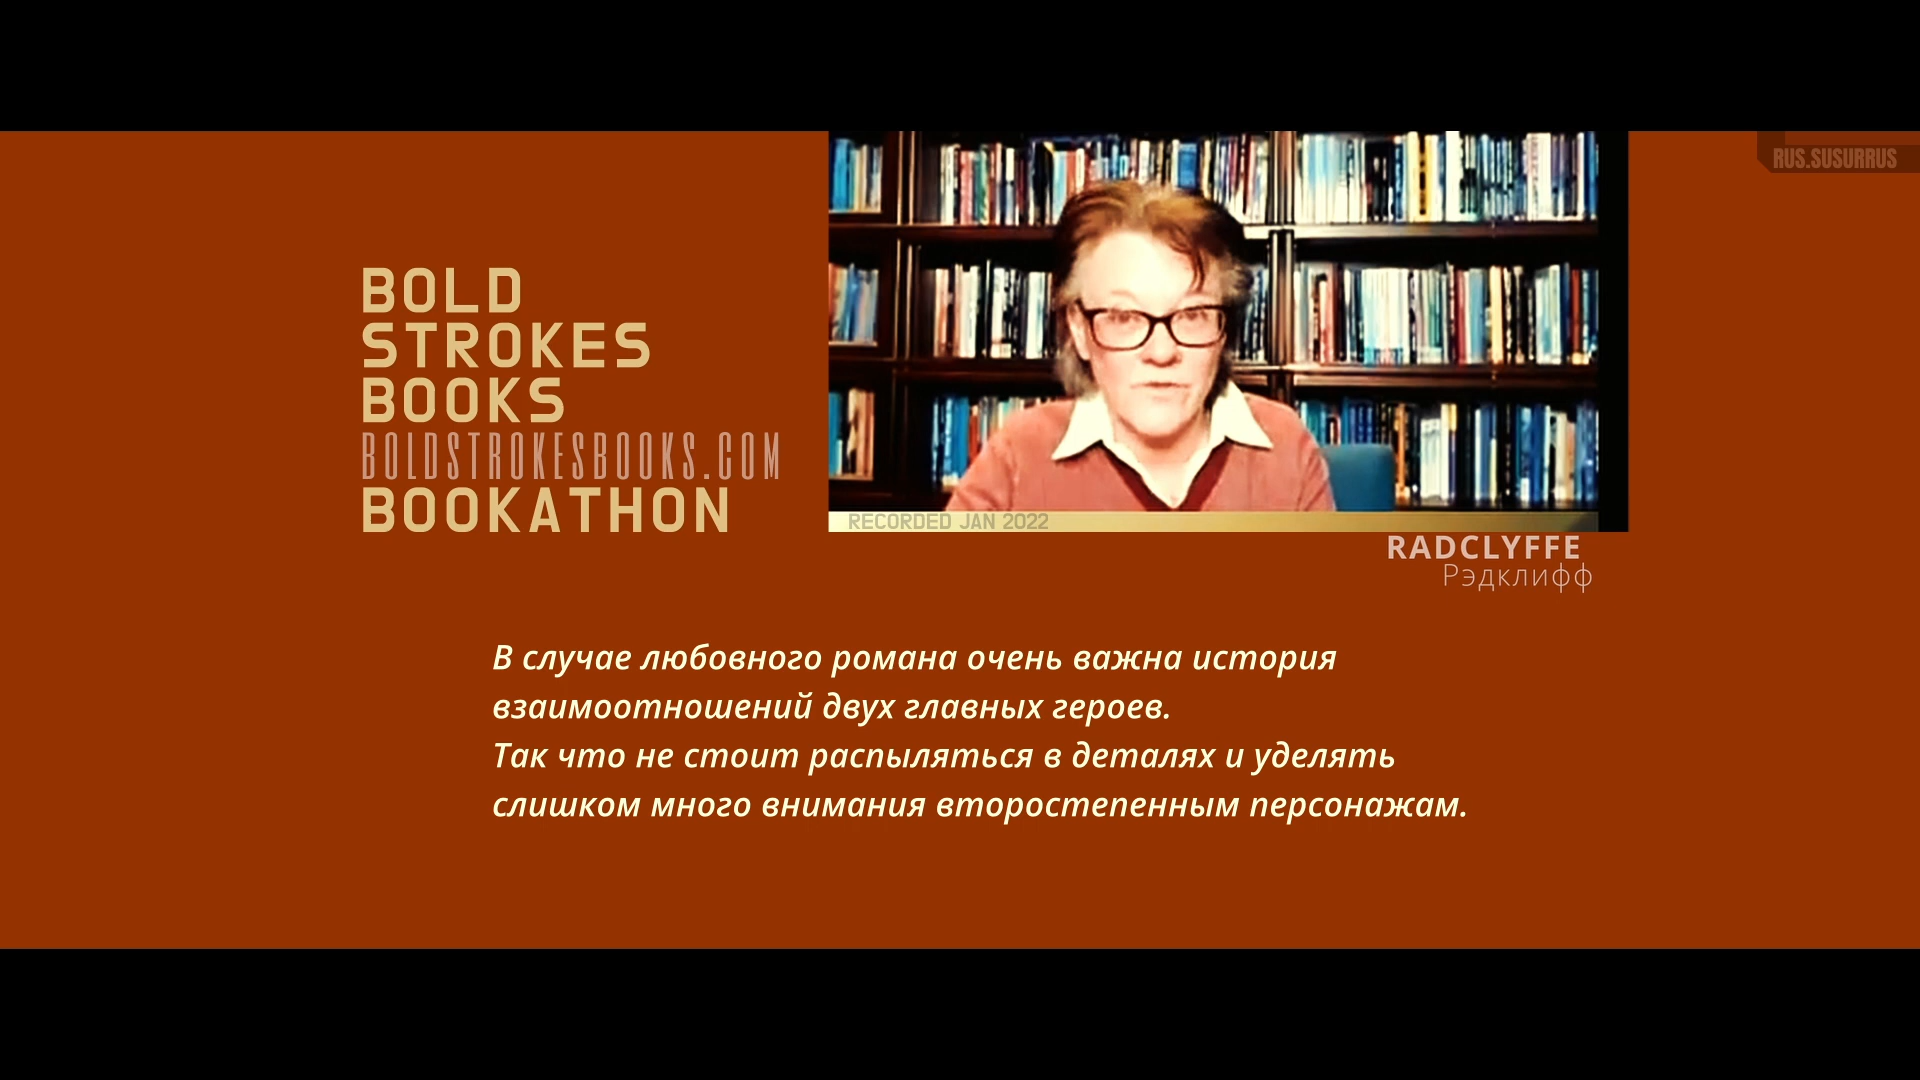 RUS.SUSURRUS
BOLD
STROKES
BOOKS
BOLDSTROKESBOOKS.COM
BOOKATHON
RECORDED JAN 2022
RADCLYFFE
Рэдклифф
В случае любовного романа очень важна история
взаимоотношений двух главных героев.
Так что не стоит распыляться в деталях и уделять
слишком много внимания второстепенным персонажам.